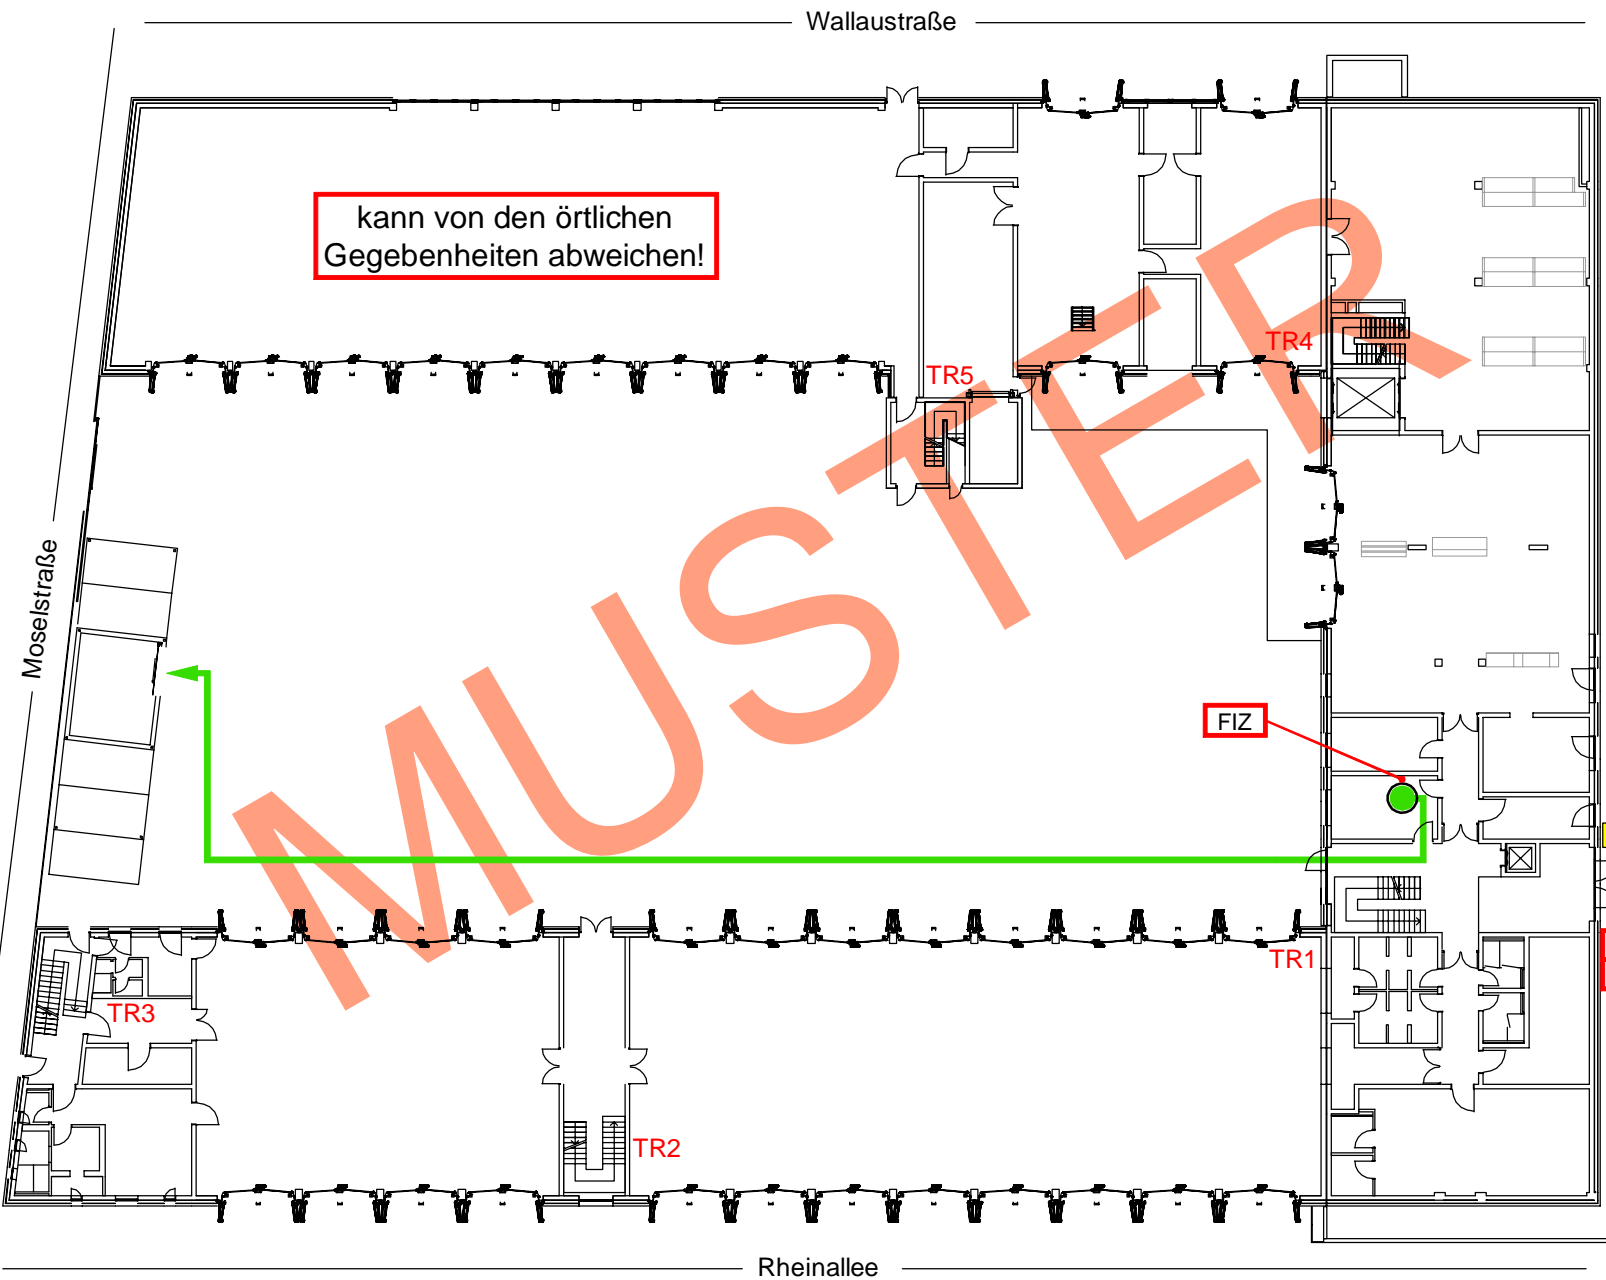 Wallaustraße
kann von den örtlichen
Gegebenheiten abweichen!
TR4
TR5
MUSTER
Moselstraße
FIZ
TR1
TR3
TR2
Rheinallee